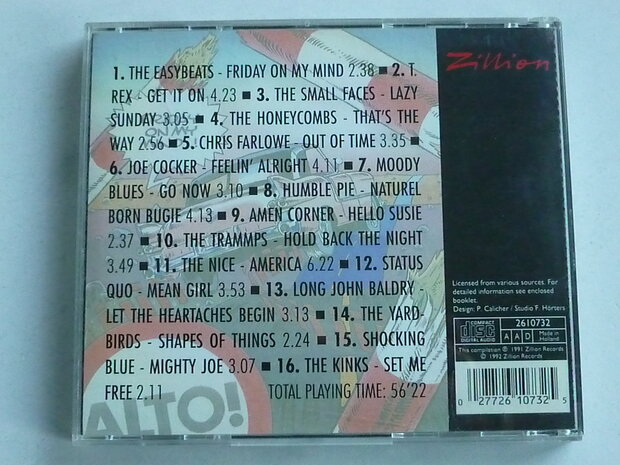 1. THE EASYBEATS - FRIDAY ON MY MIND 2.38 ■ 2. T.
REX - GET IT ON 4.23 ■ 3. THE SMALL FACES - LAZY
SUNDAY 3.05 ■ 4. THE HONEYCOMBS - THAT'S THE
WAY 2.56 ■ 5. CHRIS FARLOWE - OUT OF TIME 3.35 ■
6. JOE COCKER - FEELIN' ALRIGHT 4.11 ■ 7. MOODY
BLUES - GO NOW 3.10 ■ 8. HUMBLE PIE - NATUREL
BORN BUGIE 4.13 ■ 9. AMEN CORNER - HELLO SUSIE
2.37 ■ 10. THE TRAMMPS - HOLD BACK THE NIGHT
3.49 ■ 11. THE NICE - AMERICA 6.22 ■ 12. STATUS
QUO - MEAN GIRL 3.53 ■ 13. LONG JOHN BALDRY -
LET THE HEARTACHES BEGIN 3.13 ■ 14. THE YARD-
BIRDS - SHAPES OF THINGS 2.24 ■ 15. SHOCKING
BLUE - MIGHTY JOE 3.07 ■ 16. THE KINKS - SET ME
FREE 2.11 TOTAL PLAYING TIME: 56'22
ALTO!
Zillion
Licensed from various sources. For
detailed information see enclosed
booklet.
Design: P. Calicher / Studio F. Hörters
COMPACT
disc
DIGITAL AUDIO
2610732
A A D
Made in
Holland
This compilation ℗ 1991 Zillion Records
© 1992 Zillion Records
0 27726 10732 5